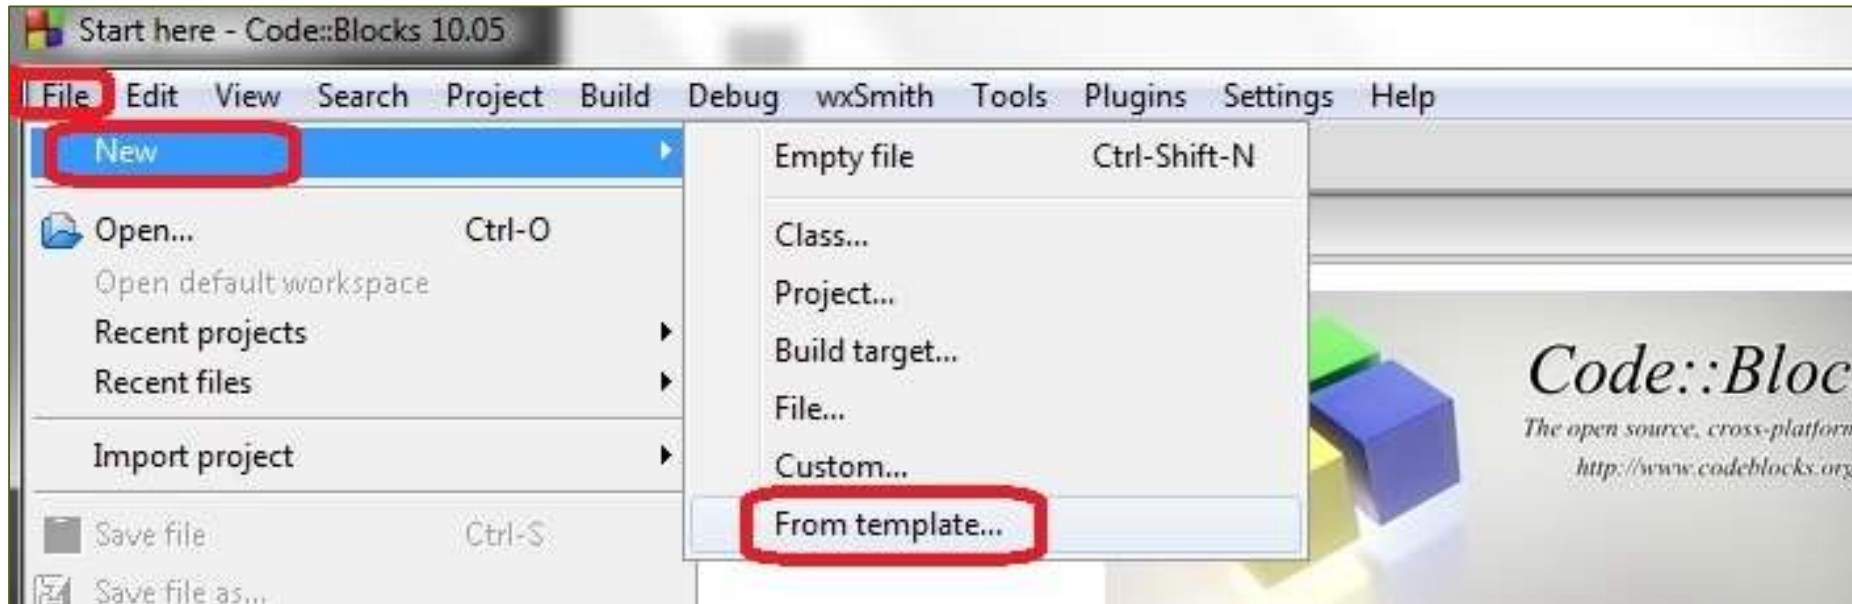 Start here - Code::Blocks 10.05
File Edit View Search Project Build Debug wxSmith Tools Plugins Settings Help
New
Open... Ctrl-O
Open default workspace
Recent projects
Recent files
Import project
Save file Ctrl-S
Save file as...
Empty file Ctrl-Shift-N
Class...
Project...
Build target...
File...
Custom...
From template...
Code::Bloc
The open source, cross-platform
http://www.codeblocks.org